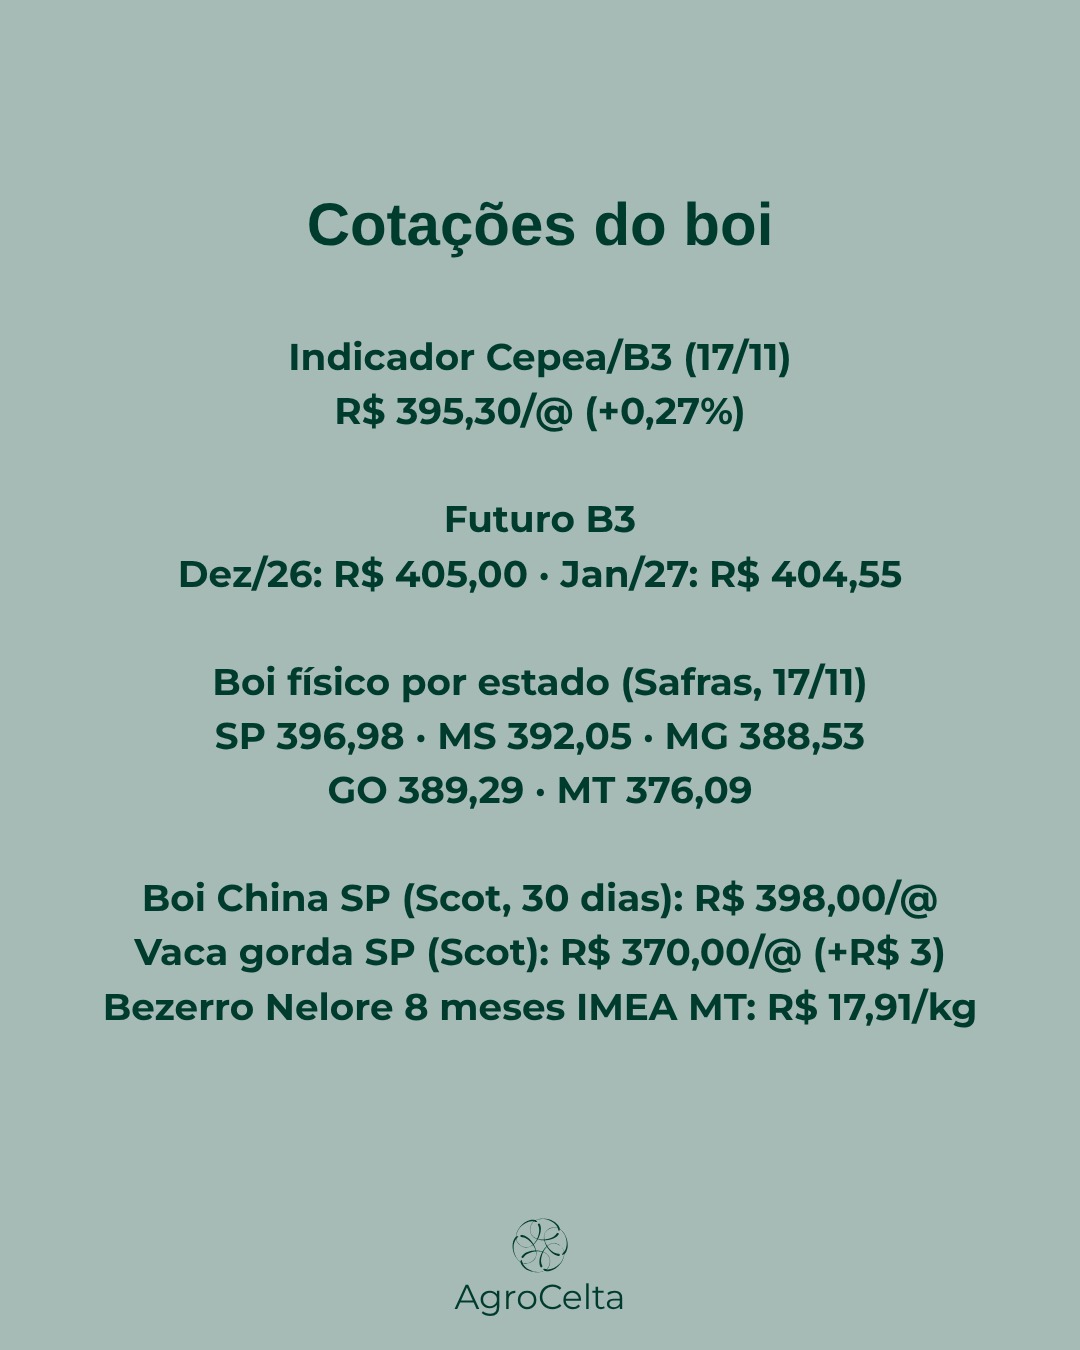 Cotações do boi
Indicador Cepea/B3 (17/11)
R$ 395,30/@ (+0,27%)
Futuro B3
Dez/26: R$ 405,00 · Jan/27: R$ 404,55
Boi físico por estado (Safras, 17/11)
SP 396,98 · MS 392,05 · MG 388,53
GO 389,29 · MT 376,09
Boi China SP (Scot, 30 dias): R$ 398,00/@
Vaca gorda SP (Scot): R$ 370,00/@ (+R$ 3)
Bezerro Nelore 8 meses IMEA MT: R$ 17,91/kg
AgroCelta